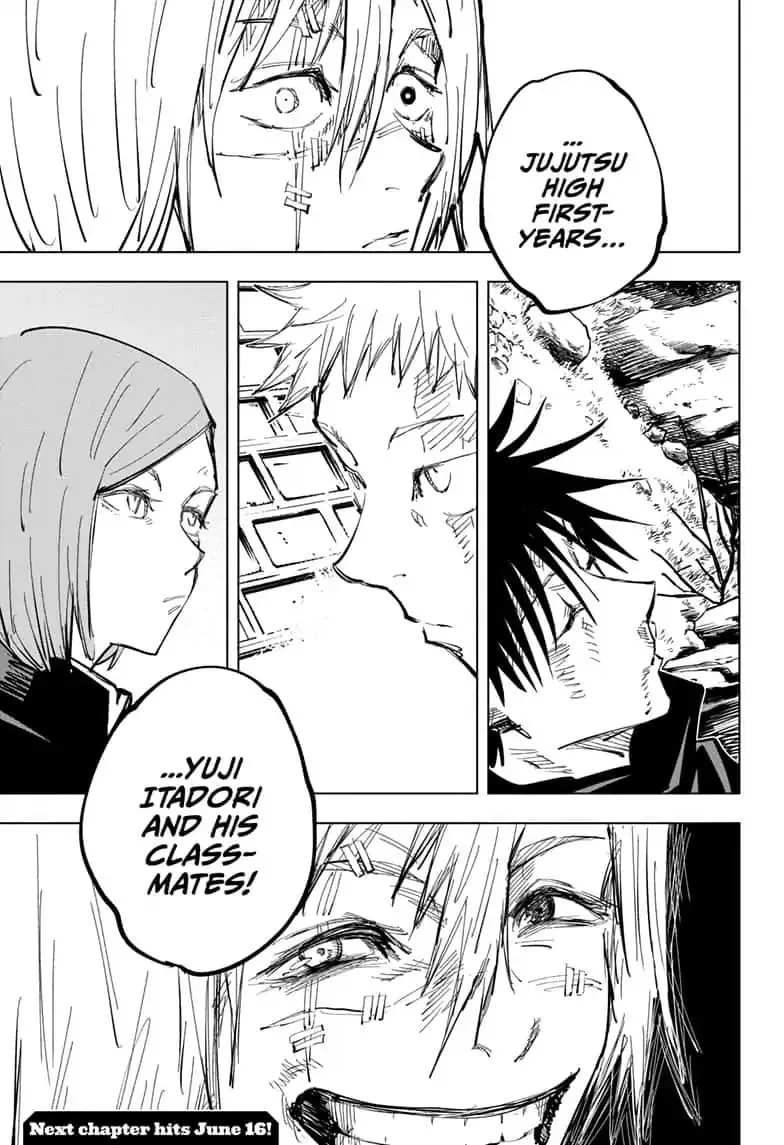 ...
JUJUTSU
HIGH
FIRST-
YEARS...
...YUJI
ITADORI
AND HIS
CLASS-
MATES!
Next chapter hits June 16!